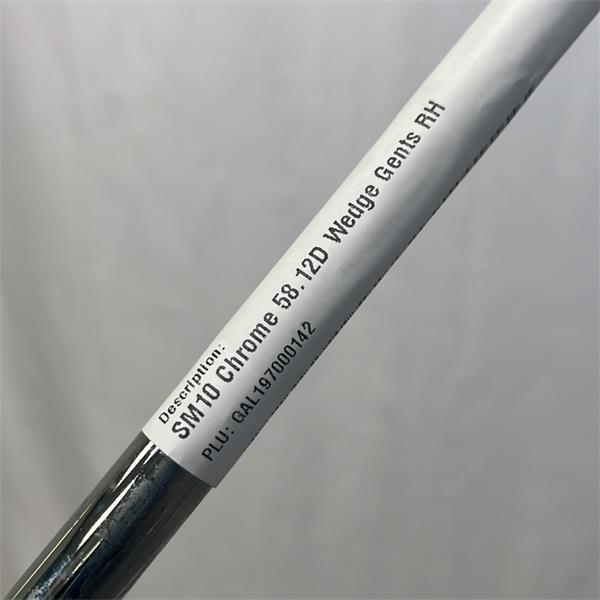 Description:
SM10 Chrome 58.12D Wedge Gents RH
PLU: GAL197000142